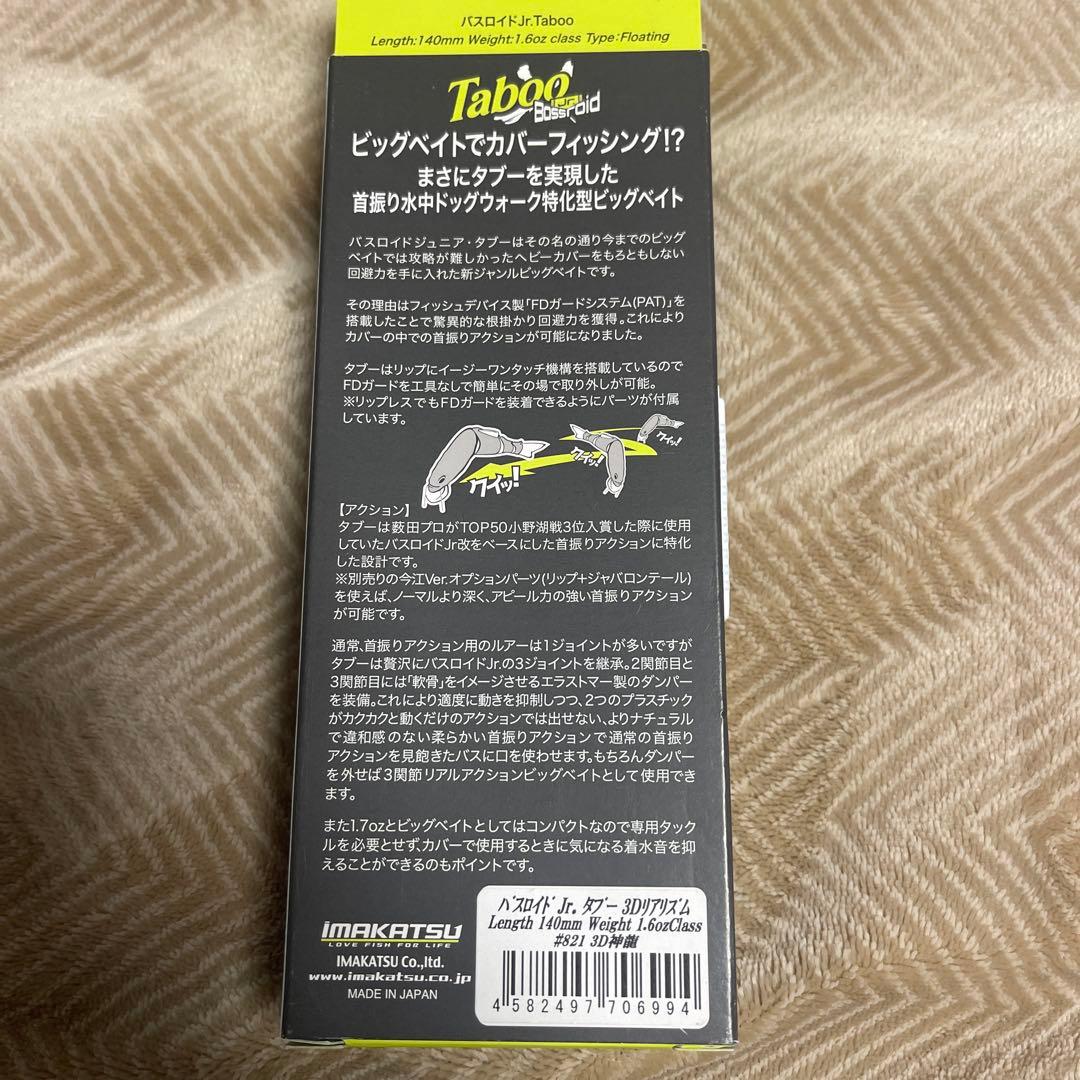 バスロイドJr.Taboo
Length:140mm Weight:1.6oz class Type:Floating
Taboo
Jr.
Bassroid
ビッグベイトでカバーフィッシング!?
まさにタブーを実現した
首振り水中ドッグウォーク特化型ビッグベイト
バスロイドジュニア・タブーはその名の通り今までのビッグ
ベイトでは攻略が難しかったヘビーカバーをもろともしない
回避力を手に入れた新ジャンルビッグベイトです。
その理由はフィッシュデバイス製「FDガードシステム(PAT)」を
搭載したことで驚異的な根掛かり回避力を獲得。これにより
カバーの中での首振りアクションが可能になりました。
タブーはリップにイージーワンタッチ機構を搭載しているので
FDガードを工具なしで簡単にその場で取り外しが可能。
※リップレスでもFDガードを装着できるようにパーツが付属
しています。
クイッ!
クイッ!
クイッ!
【アクション】
タブーは薮田プロがTOP50小野湖戦3位入賞した際に使用
していたバスロイドJr改をベースにした首振りアクションに特化
した設計です。
※別売りの今江Ver.オプションパーツ(リップ+ジャバロンテール)
を使えば、ノーマルより深く、アピール力の強い首振りアクション
が可能です。
通常、首振りアクション用のルアーは1ジョイントが多いですが
タブーは贅沢にバスロイドJr.の3ジョイントを継承。2関節目と
3関節目には「軟骨」をイメージさせるエラストマー製のダンパー
を装備。これにより適度に動きを抑制しつつ、2つのプラスチック
がカクカクと動くだけのアクションでは出せない、よりナチュラル
で違和感のない柔らかい首振りアクションで通常の首振り
アクションを見飽きたバスに口を使わせます。もちろんダンパー
を外せば3関節リアルアクションビッグベイトとして使用でき
ます。
また1.7ozとビッグベイトとしてはコンパクトなので専用タック
ルを必要とせず、カバーで使用するときに気になる着水音を抑
えることができるのもポイントです。
IMAKATSU
LOVE FISH FOR LIFE
IMAKATSU Co.,ltd.
www.imakatsu.co.jp
MADE IN JAPAN
ﾊﾞｽﾛｲﾄﾞJr. ﾀﾌﾞｰ 3Dﾘｱﾘｽﾞﾑ
Length 140mm Weight 1.6ozClass
#821 3D神龍
4 582497 706994